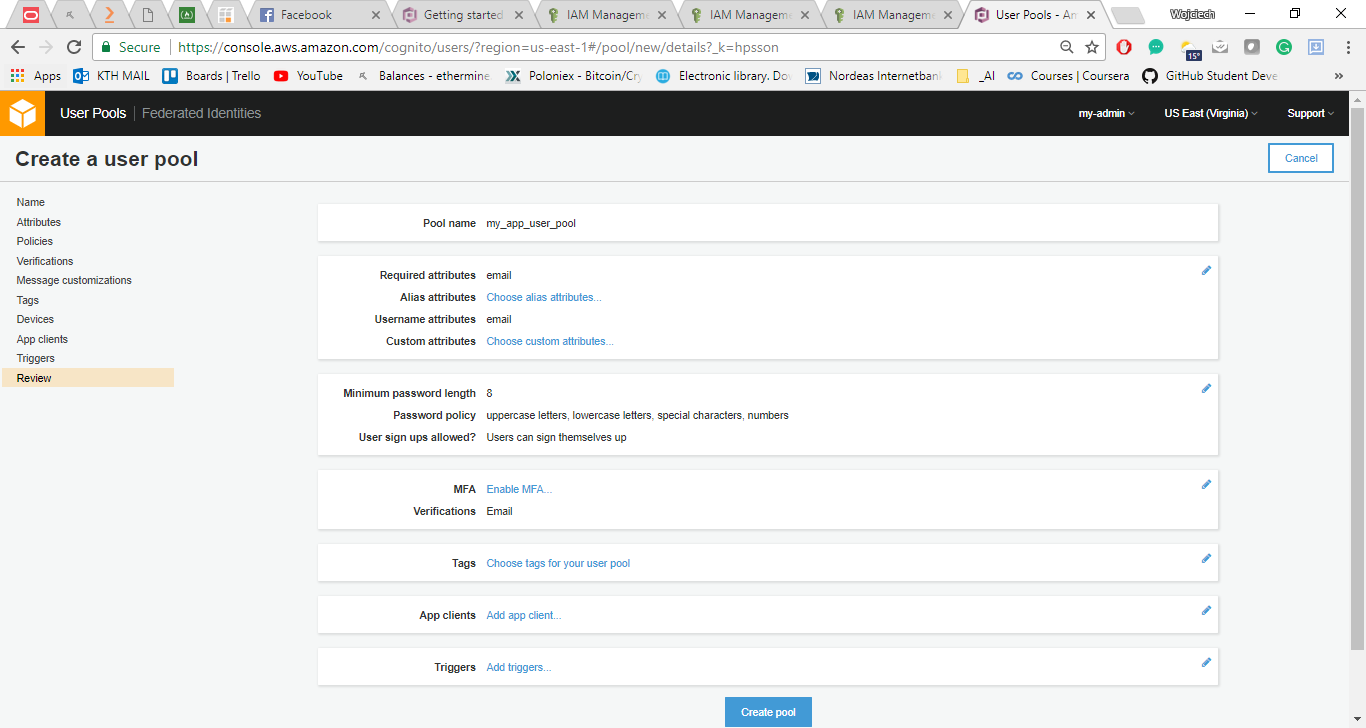 Facebook
Getting started
IAM Managem
IAM Managem
IAM Managem
User Pools - Am
Wojciech
Secure
https://console.aws.amazon.com/cognito/users/?region=us-east-1#/pool/new/details?_k=hpsson
15°
Apps
KTH MAIL
Boards | Trello
YouTube
Balances - ethermine.
Poloniex - Bitcoin/Cry
Electronic library. Do
Nordeas Internetban
_AI
Courses | Coursera
GitHub Student Deve
»
User Pools
Federated Identities
my-admin
US East (Virginia)
Support
Create a user pool
Cancel
Name
Attributes
Policies
Verifications
Message customizations
Tags
Devices
App clients
Triggers
Review
Pool name my_app_user_pool
Required attributes email
Alias attributes Choose alias attributes...
Username attributes email
Custom attributes Choose custom attributes...
Minimum password length 8
Password policy uppercase letters, lowercase letters, special characters, numbers
User sign ups allowed? Users can sign themselves up
MFA Enable MFA...
Verifications Email
Tags Choose tags for your user pool
App clients Add app client...
Triggers Add triggers...
Create pool